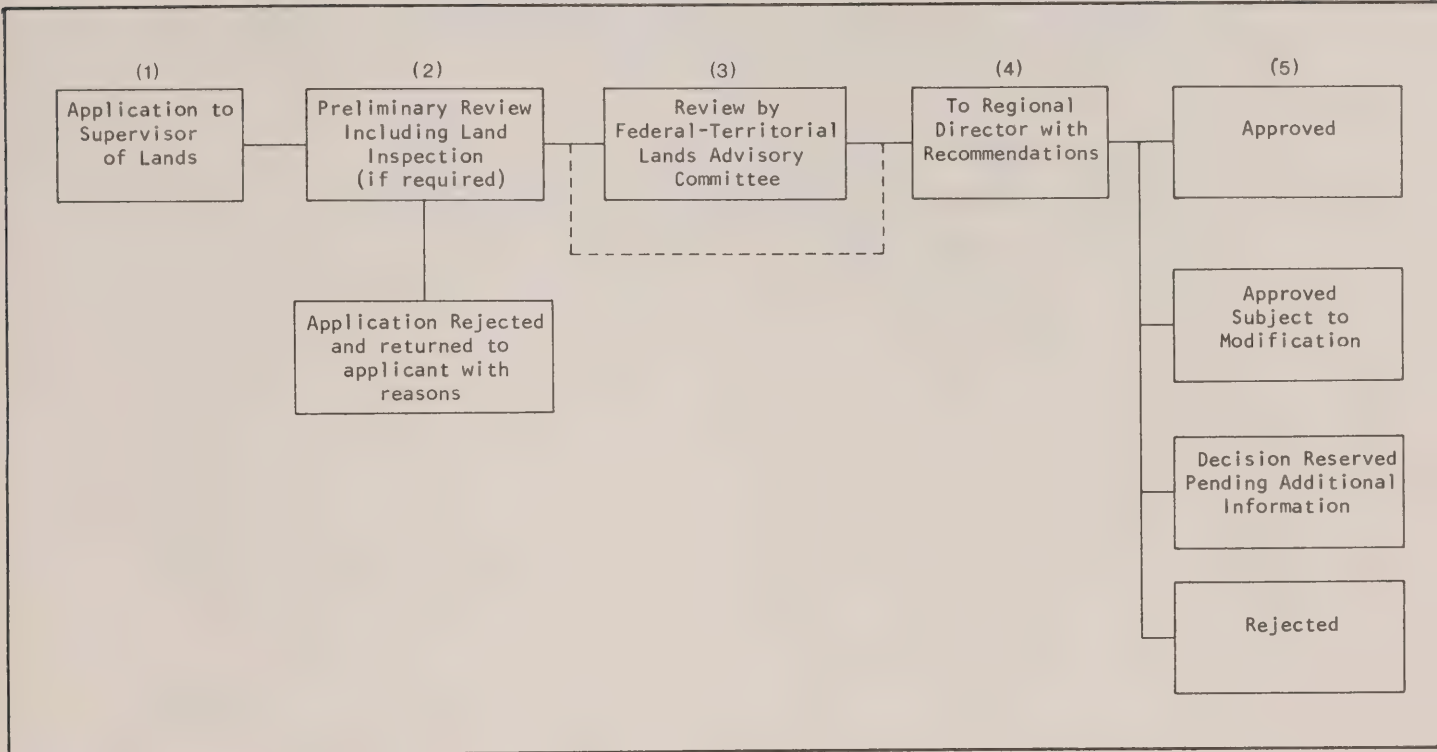 (1)
Application to
Supervisor
of Lands
(2)
Preliminary Review
Including Land
Inspection
(if required)
Application Rejected
and returned to
applicant with
reasons
(3)
Review by
Federal-Territorial
Lands Advisory
Committee
(4)
To Regional
Director with
Recommendations
(5)
Approved
Approved
Subject to
Modification
Decision Reserved
Pending Additional
Information
Rejected